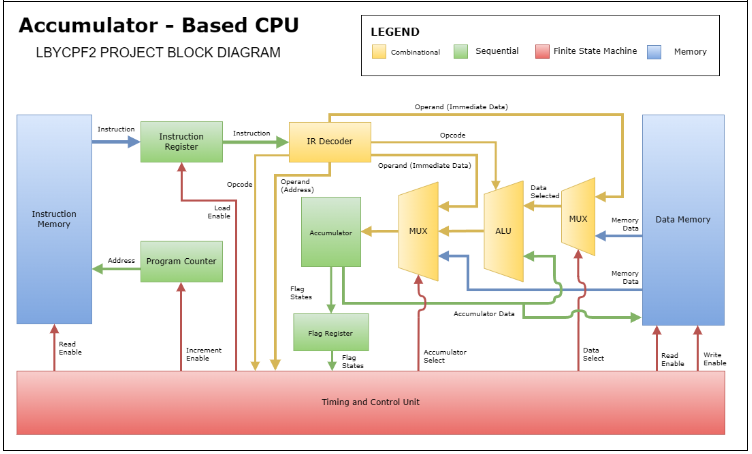 Accumulator - Based CPU
LBYCPF2 PROJECT BLOCK DIAGRAM
LEGEND
Combinational
Sequential
Finite State Machine
Memory
Operand (Immediate Data)
Instruction
Instruction
Register
Instruction
IR Decoder
Opcode
Operand (Immediate Data)
Opcode
Operand
(Address)
Load
Enable
Instruction
Memory
Accumulator
MUX
ALU
Data
Selected
MUX
Memory
Data
Data Memory
Address
Program Counter
Memory
Data
Flag
States
Accumulator Data
Flag Register
Read
Enable
Increment
Enable
Flag
States
Accumulator
Select
Data
Select
Read
Enable
Write
Enable
Timing and Control Unit